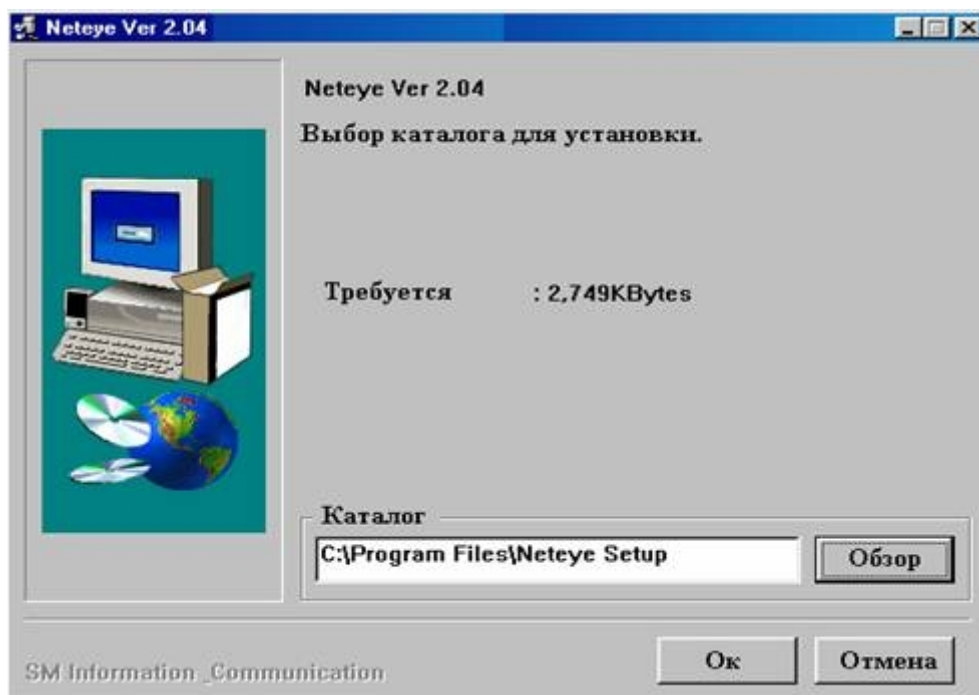 Neteye Ver 2.04
Neteye Ver 2.04
Выбор каталога для установки.
Требуется : 2,749KBytes
Каталог
C:\Program Files\Neteye Setup
Обзор
Ок Отмена
SM Information _Communication